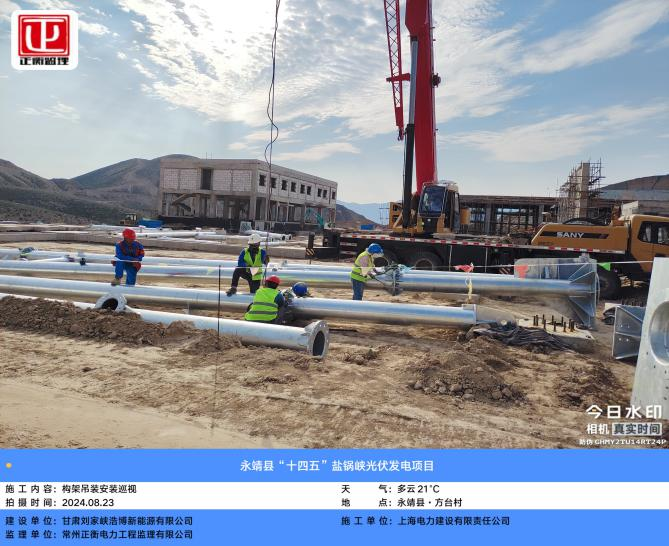 正衡监理
SANY
今日水印
相机 真实时间
防伪 GHMY2TU14RT24P
永靖县“十四五”盐锅峡光伏发电项目
施工内容：构架吊装安装巡视
天 气：多云 21℃
拍摄时间：2024.08.23
地 点：永靖县·方台村
建设单位：甘肃刘家峡浩博新能源有限公司
施工单位：上海电力建设有限责任公司
监理单位：常州正衡电力工程监理有限公司